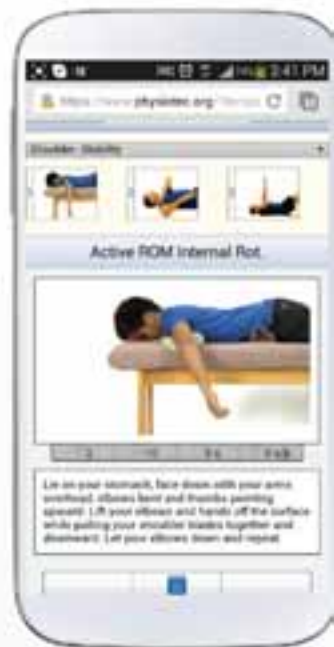 3:41 PM
physiotec.org
Shoulder: Stability
Active ROM Internal Rot.
Lie on your stomach, face down with your arms
overhead, elbows bent and thumbs pointing
upward. Lift your elbows and hands off the surface
while pulling your shoulder blades together and
downward. Let your elbows down and repeat.